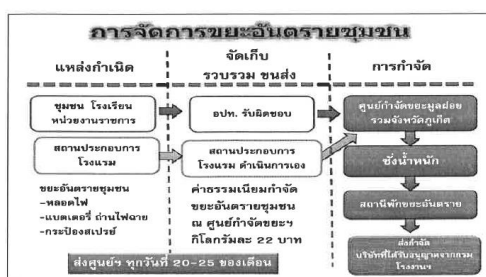 การจัดการขยะอันตรายชุมชน
แหล่งกำเนิด
จัดเก็บ
รวบรวม ขนส่ง
การกำจัด
ชุมชน โรงเรียน
หน่วยงานราชการ
อปท. รับผิดชอบ
ศูนย์กำจัดขยะมูลฝอย
รวมจังหวัดภูเก็ต
สถานประกอบการ
โรงแรม
สถานประกอบการ
โรงแรม ดำเนินการเอง
ชั่งน้ำหนัก
สถานีพักขยะอันตราย
ส่งกำจัด
บริษัทที่ได้รับอนุญาตจากกรม
โรงงานฯ
ขยะอันตรายชุมชน
-หลอดไฟ
-แบตเตอรี่ ถ่านไฟฉาย
-กระป๋องสเปรย์
ค่าธรรมเนียมกำจัด
ขยะอันตรายชุมชน
ณ ศูนย์กำจัดขยะฯ
กิโลกรัมละ 22 บาท
ส่งศูนย์ฯ ทุกวันที่ 20-25 ของเดือน